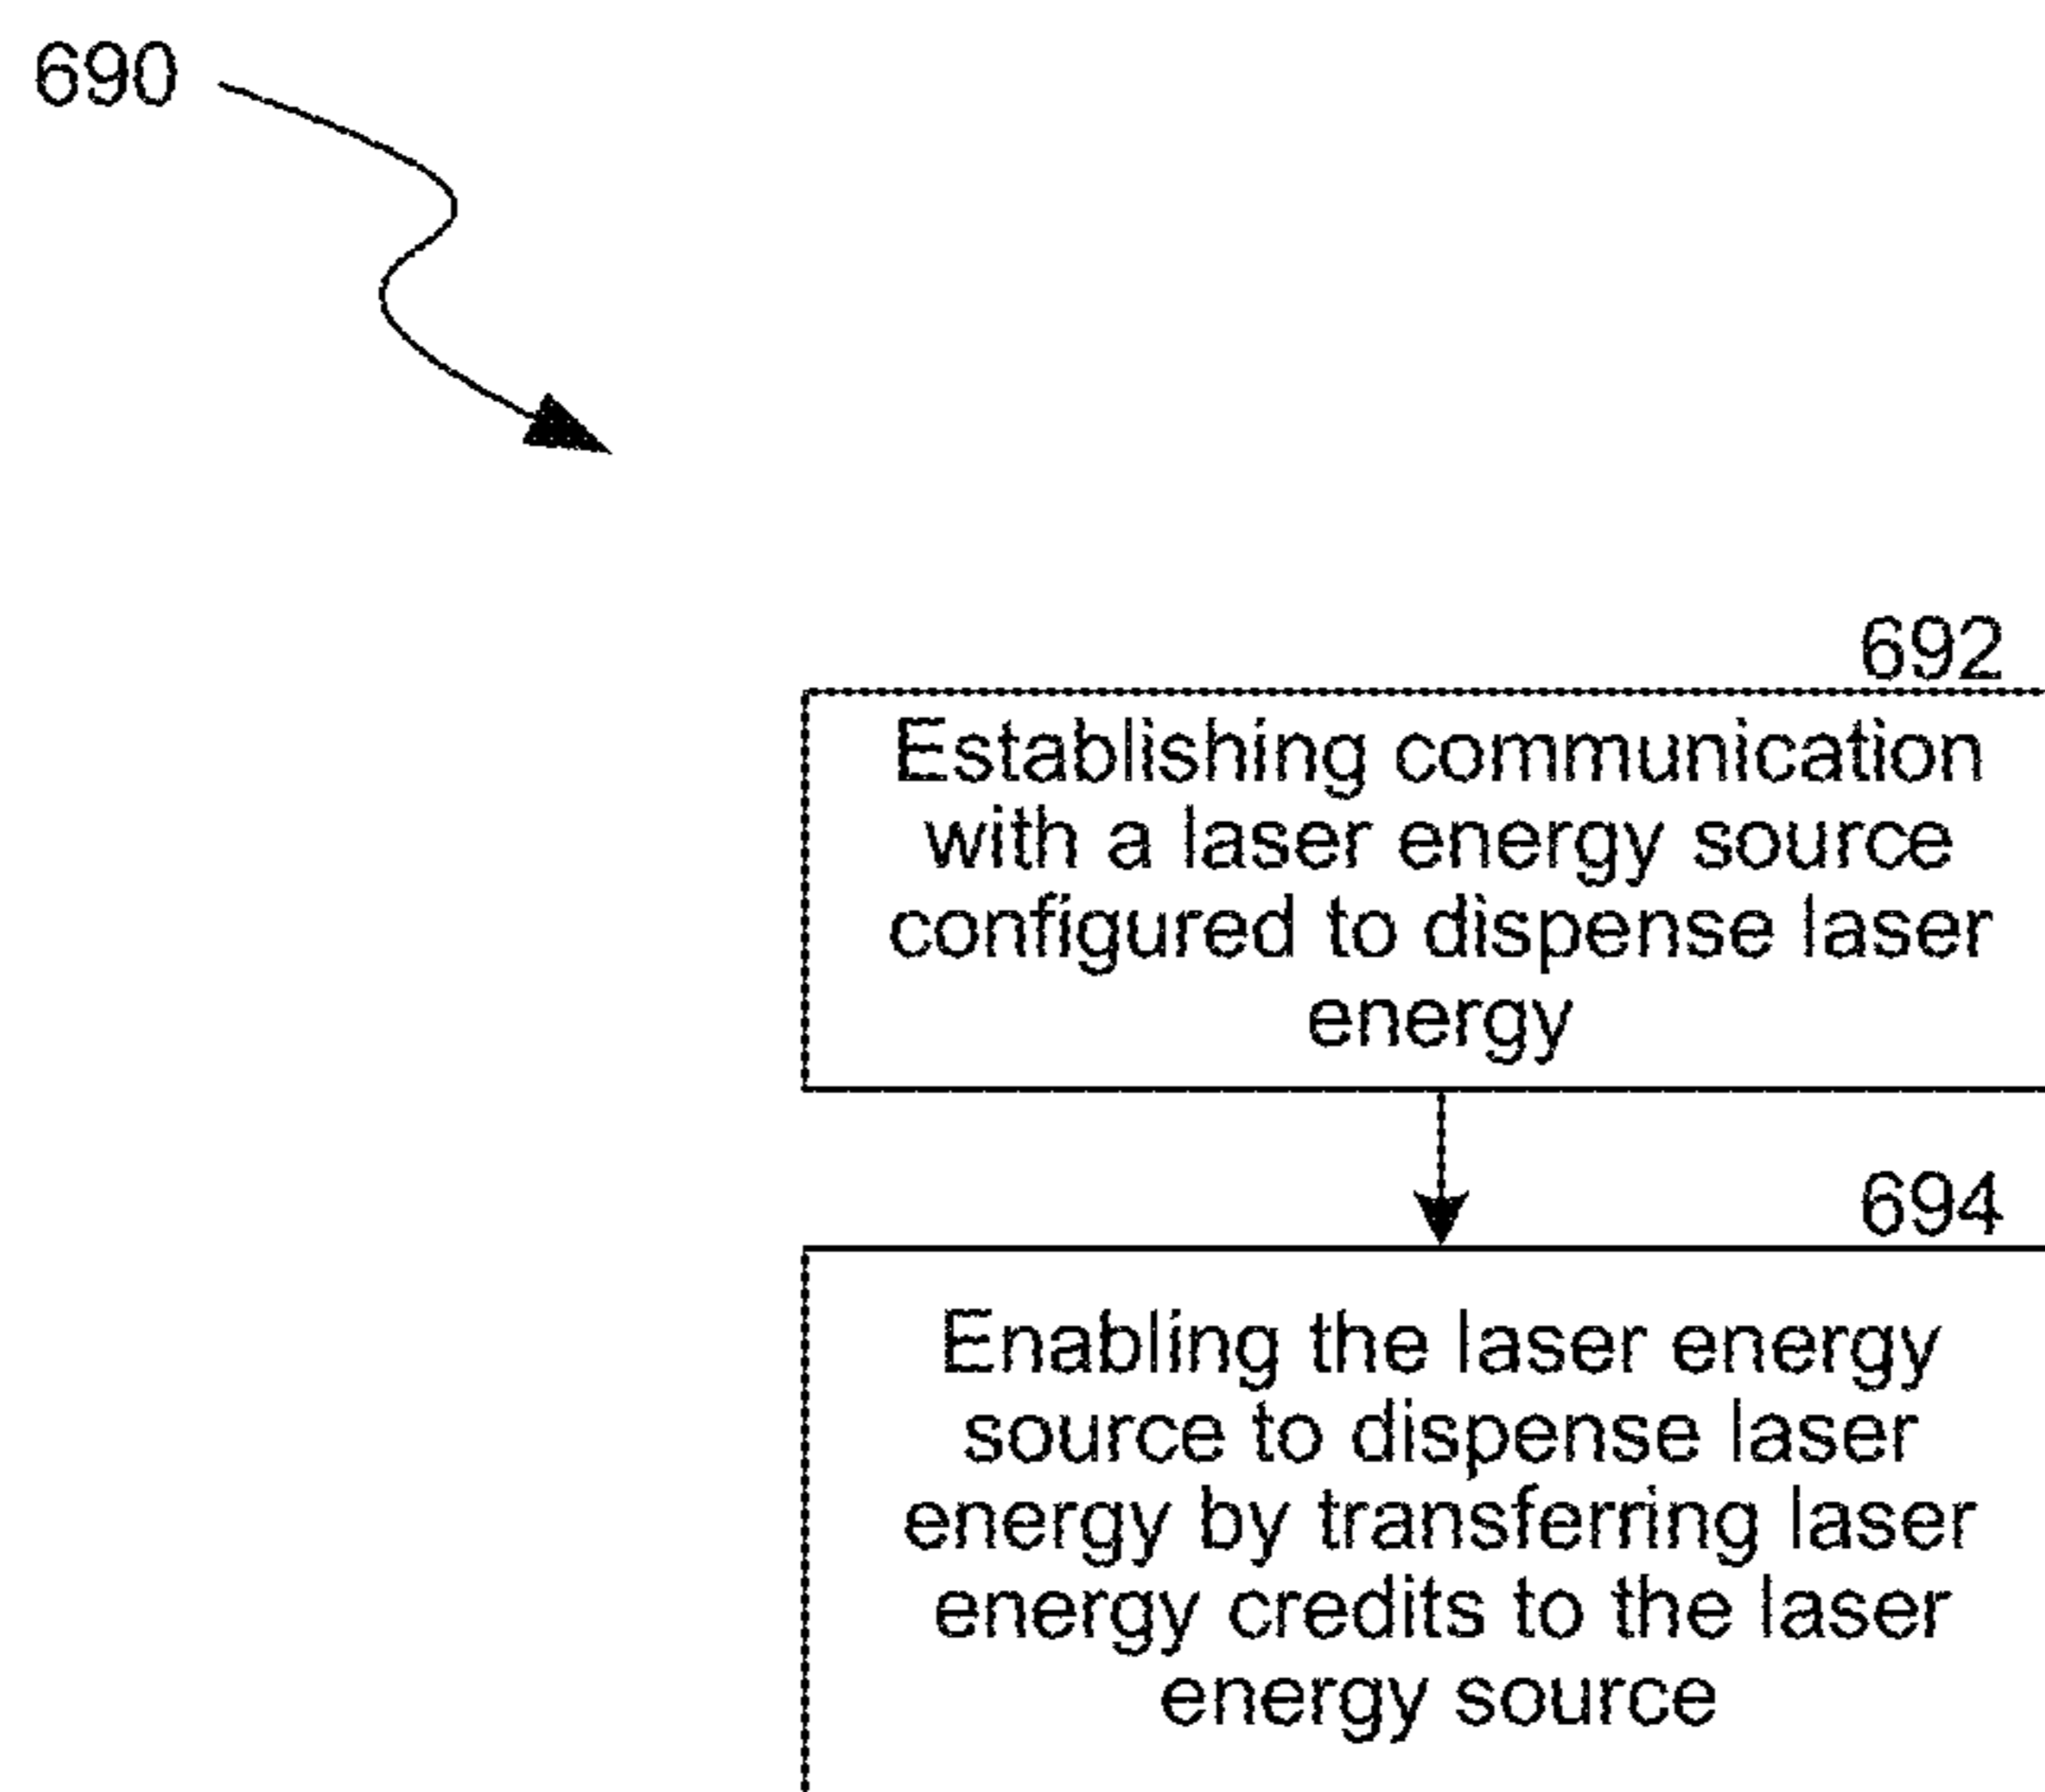 690
692
Establishing communication
with a laser energy source
configured to dispense laser
energy
694
Enabling the laser energy
source to dispense laser
energy by transferring laser
energy credits to the laser
energy source